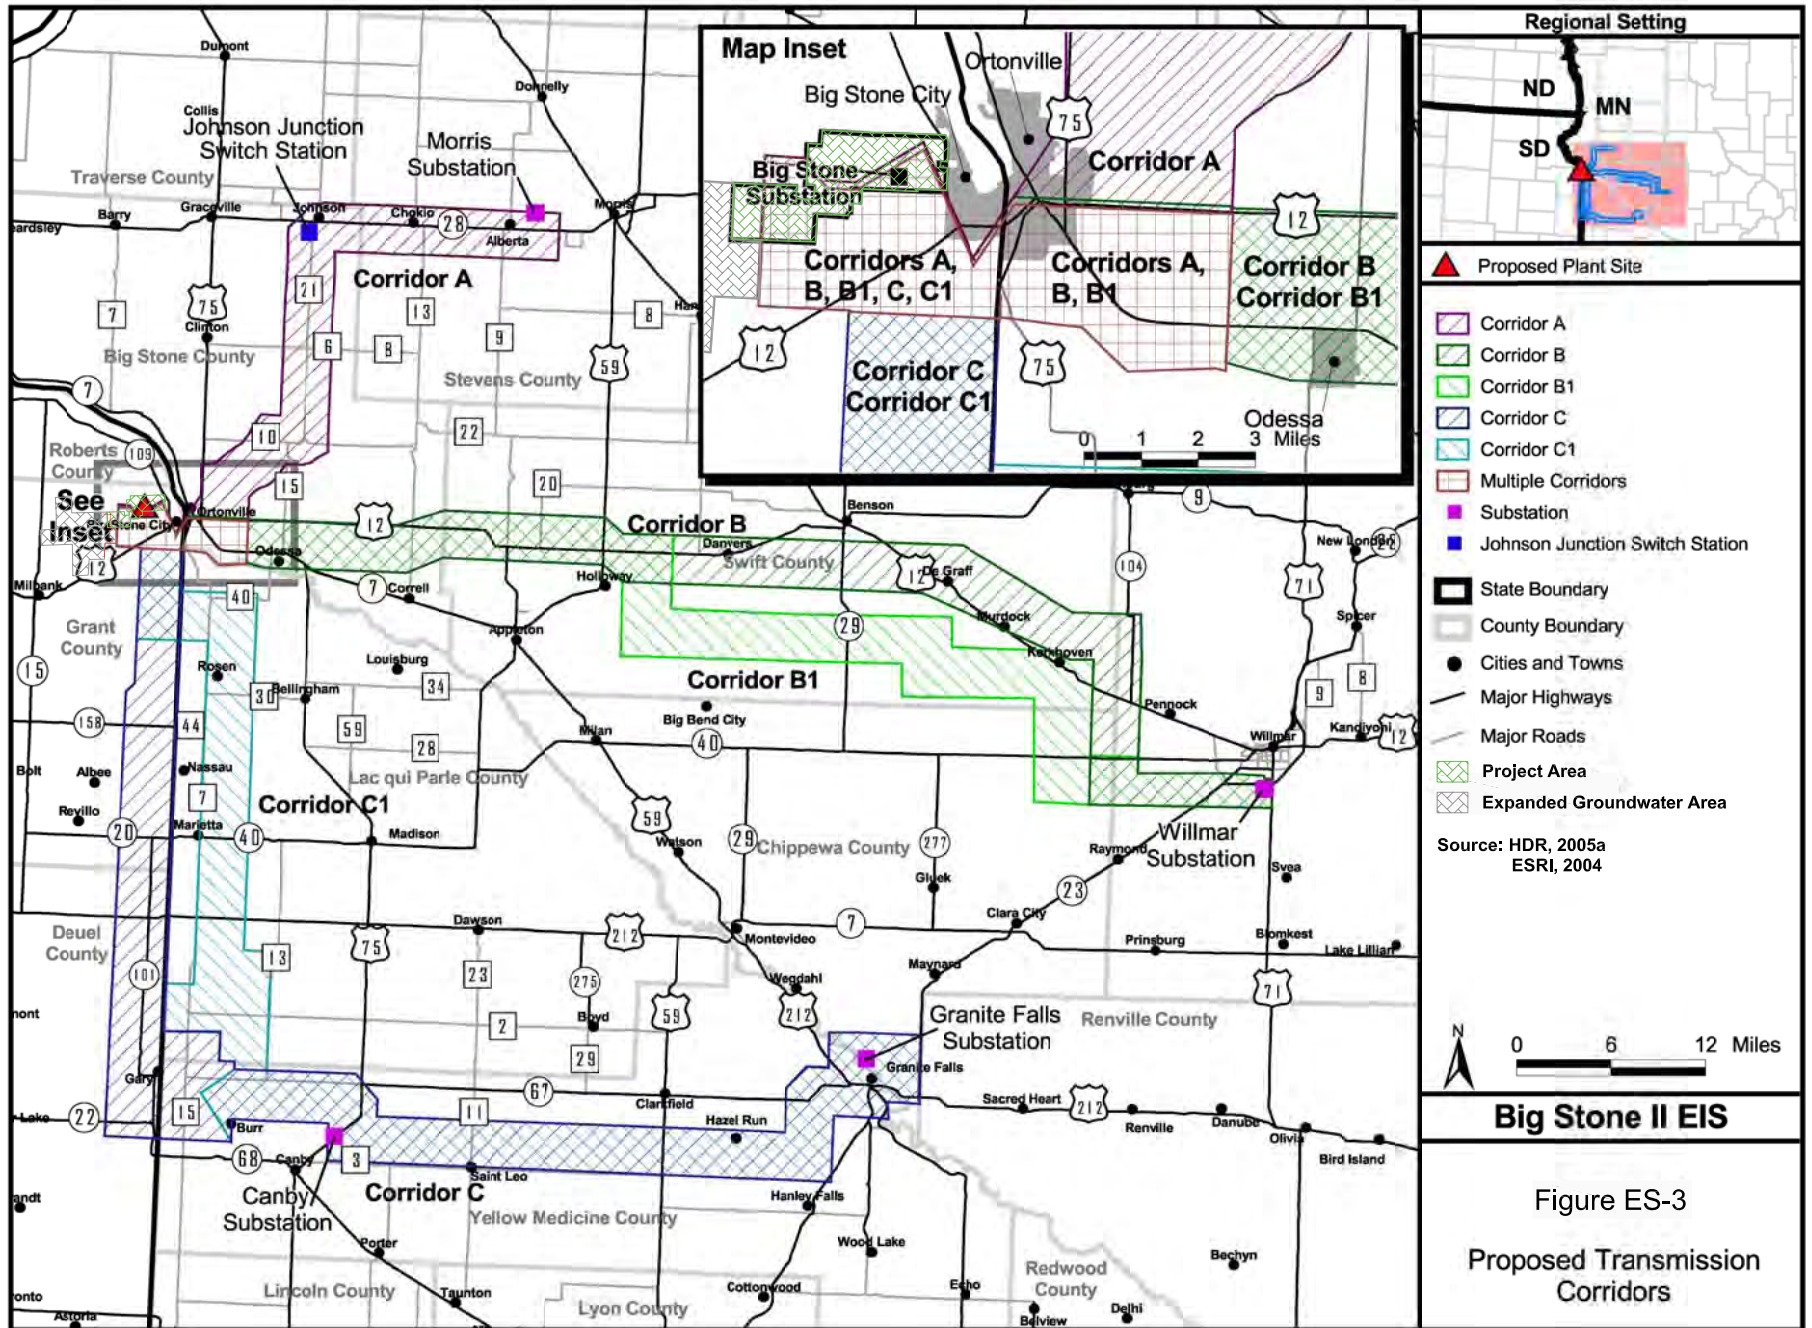 Dumont
Donnelly
Collis
Johnson Junction
Switch Station
Morris
Substation
Traverse County
Barry
Graceville
Johnson
Chokio
28
Alberta
Morris
eardsley
Corridor A
21
75
7
13
8
Clinton
6
8
9
Big Stone County
59
Stevens County
7
10
22
Roberts
County
109
15
20
See
Inset
Stone City
Ortonville
12
12
Odessa
Milbank
Corridor B
Danvers
Swift County
Benson
12
De Graff
9
104
71
New London
Spicer
7
Correll
Holloway
40
Grant
County
Appleton
29
Murdock
Kerkhoven
15
Rosen
Louisburg
30
Bellingham
34
Corridor B1
Big Bend City
Pennock
9
8
158
44
59
28
Milan
40
Willmar
Kandiyohi
12
Bolt
Albee
Nassau
Lac qui Parle County
Revillo
7
Corridor C1
59
20
Marietta
40
Madison
Watson
29
Chippewa County
277
Willmar
Substation
Raymond
Gluek
Svea
23
Deuel
County
Dawson
212
75
Montevideo
7
Clara City
Prinsburg
Blomkest
Lake Lillian
101
13
23
275
Wegdahl
Maynard
71
mont
2
Boyd
59
212
Granite Falls
Substation
Renville County
29
Gary
Granite Falls
67
Clarkfield
Sacred Heart
212
Lake
22
15
Burr
11
Hazel Run
Renville
Danube
Olivia
Bird Island
68
Canby
3
Saint Leo
Canby
Substation
Corridor C
Hanley Falls
andt
Yellow Medicine County
Porter
Wood Lake
Bechyn
Lincoln County
Taunton
Lyon County
Cottonwood
Echo
Redwood
County
Delhi
Belview
onto
Astoria
Map Inset
Ortonville
Big Stone City
75
Big Stone
Substation
Corridor A
12
Corridors A,
B, B1, C, C1
Corridors A,
B, B1
Corridor B
Corridor B1
12
75
Corridor C
Corridor C1
Odessa
0 1 2 3 Miles
Regional Setting
ND
MN
SD
Proposed Plant Site
Corridor A
Corridor B
Corridor B1
Corridor C
Corridor C1
Multiple Corridors
Substation
Johnson Junction Switch Station
State Boundary
County Boundary
Cities and Towns
Major Highways
Major Roads
Project Area
Expanded Groundwater Area
Source: HDR, 2005a
ESRI, 2004
N
0 6 12 Miles
Big Stone II EIS
Figure ES-3
Proposed Transmission
Corridors